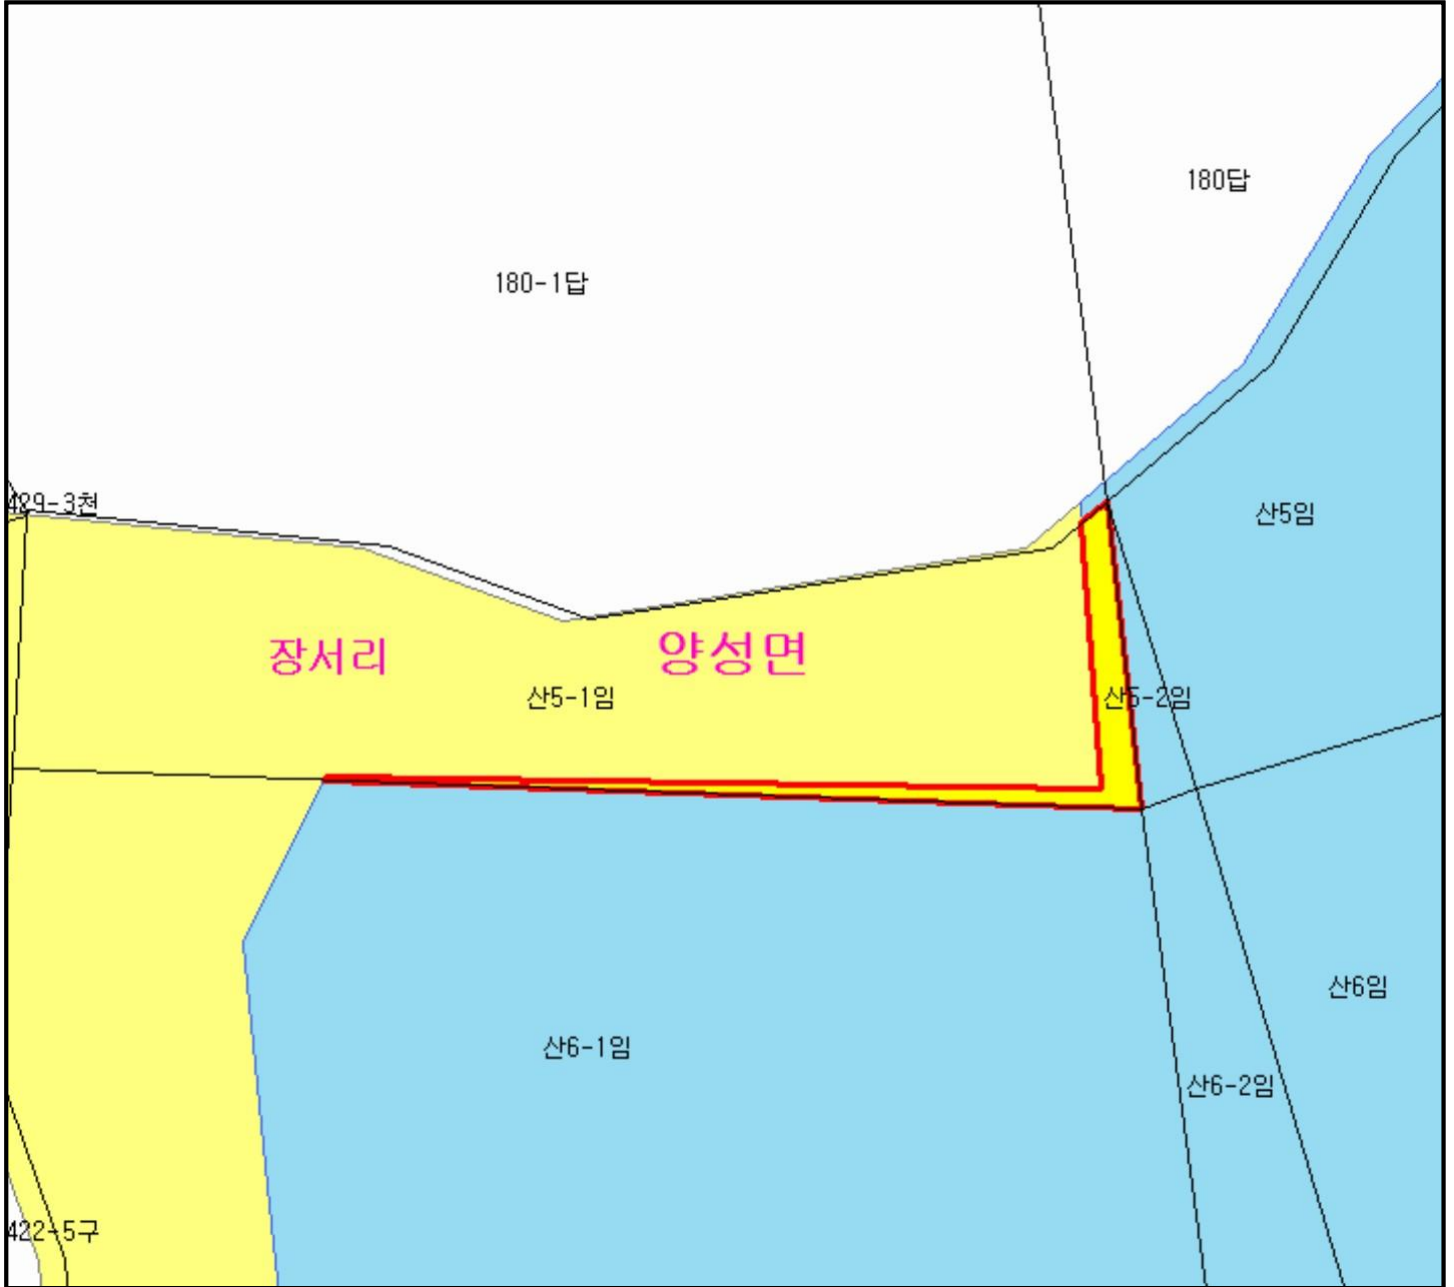 180답
180-1답
429-3천
산5임
장서리
양성면
산5-1임
산5-2임
산6임
산6-1임
산6-2임
422-5구